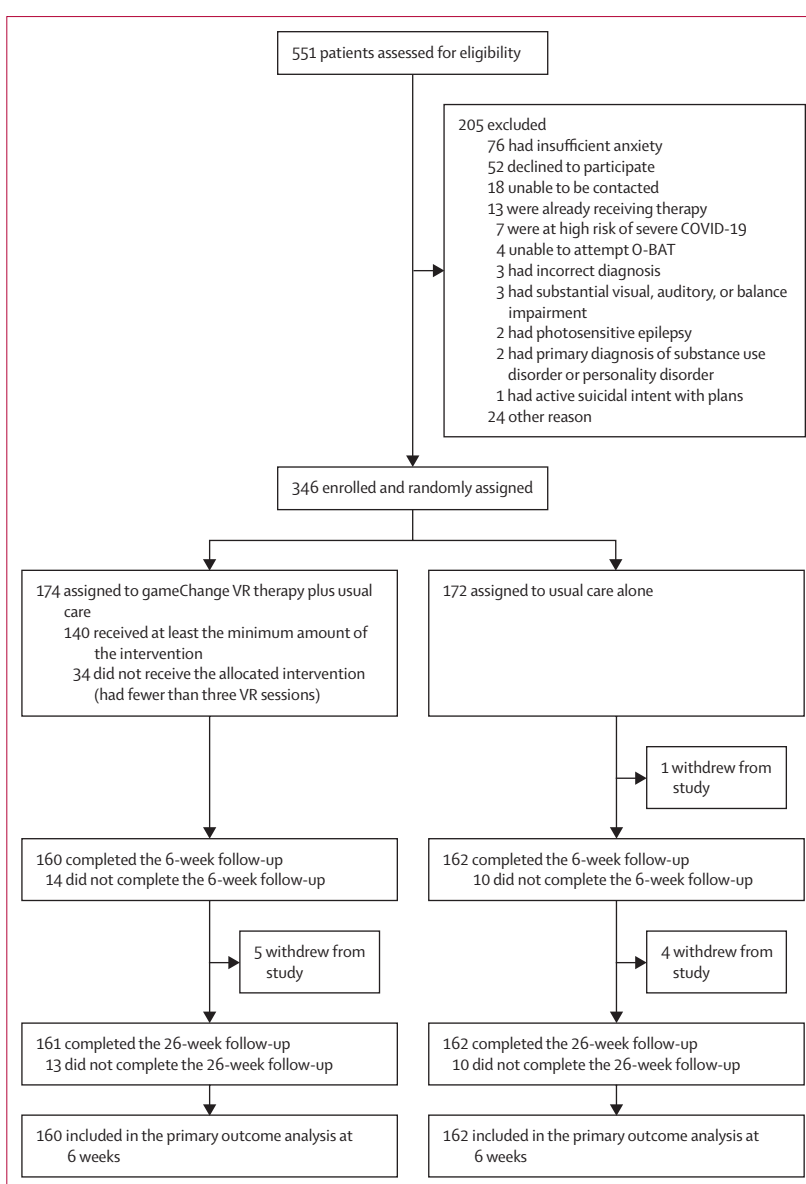 551 patients assessed for eligibility
205 excluded
76 had insufficient anxiety
52 declined to participate
18 unable to be contacted
13 were already receiving therapy
7 were at high risk of severe COVID-19
4 unable to attempt O-BAT
3 had incorrect diagnosis
3 had substantial visual, auditory, or balance
impairment
2 had photosensitive epilepsy
2 had primary diagnosis of substance use
disorder or personality disorder
1 had active suicidal intent with plans
24 other reason
346 enrolled and randomly assigned
174 assigned to gameChange VR therapy plus usual
care
140 received at least the minimum amount of
the intervention
34 did not receive the allocated intervention
(had fewer than three VR sessions)
172 assigned to usual care alone
1 withdrew from
study
160 completed the 6-week follow-up
14 did not complete the 6-week follow-up
162 completed the 6-week follow-up
10 did not complete the 6-week follow-up
5 withdrew from
study
4 withdrew from
study
161 completed the 26-week follow-up
13 did not complete the 26-week follow-up
162 completed the 26-week follow-up
10 did not complete the 26-week follow-up
160 included in the primary outcome analysis at
6 weeks
162 included in the primary outcome analysis at
6 weeks